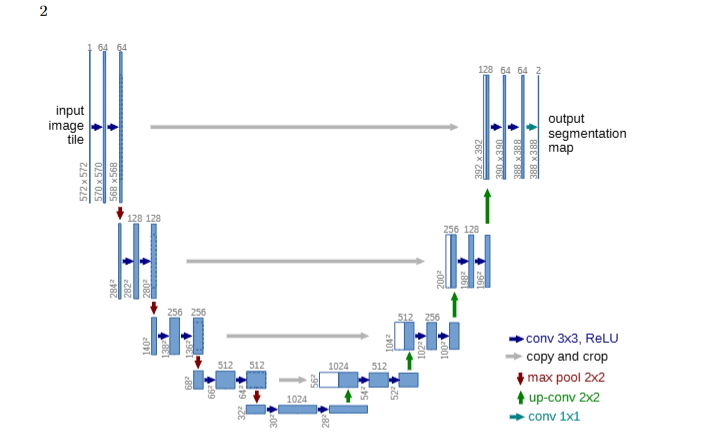 2
1 64 64
128 64 64 2
input
image
tile
output
segmentation
map
572 x 572
570 x 570
568 x 568
392 x 392
390 x 390
388 x 388
388 x 388
128 128
256 128
284²
282²
280²
200²
198²
196²
256 256
512 256
140²
138²
136²
104²
102²
100²
512 512
1024 512
68²
66²
64²
56²
54²
52²
1024
32²
30²
28²
conv 3x3, ReLU
copy and crop
max pool 2x2
up-conv 2x2
conv 1x1